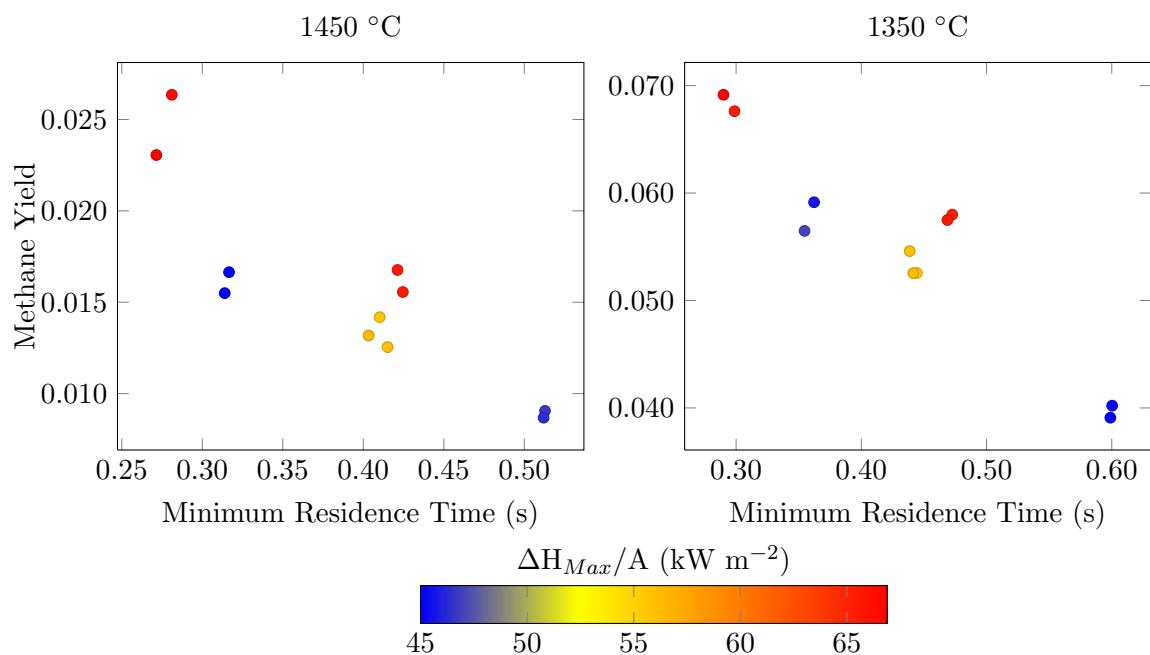 1450 °C
1350 °C
Methane Yield
0.025
0.020
0.015
0.010
0.25 0.30 0.35 0.40 0.45 0.50
Minimum Residence Time (s)
0.070
0.060
0.050
0.040
0.30 0.40 0.50 0.60
Minimum Residence Time (s)
ΔH_{Max}/A (kW m⁻²)
45 50 55 60 65